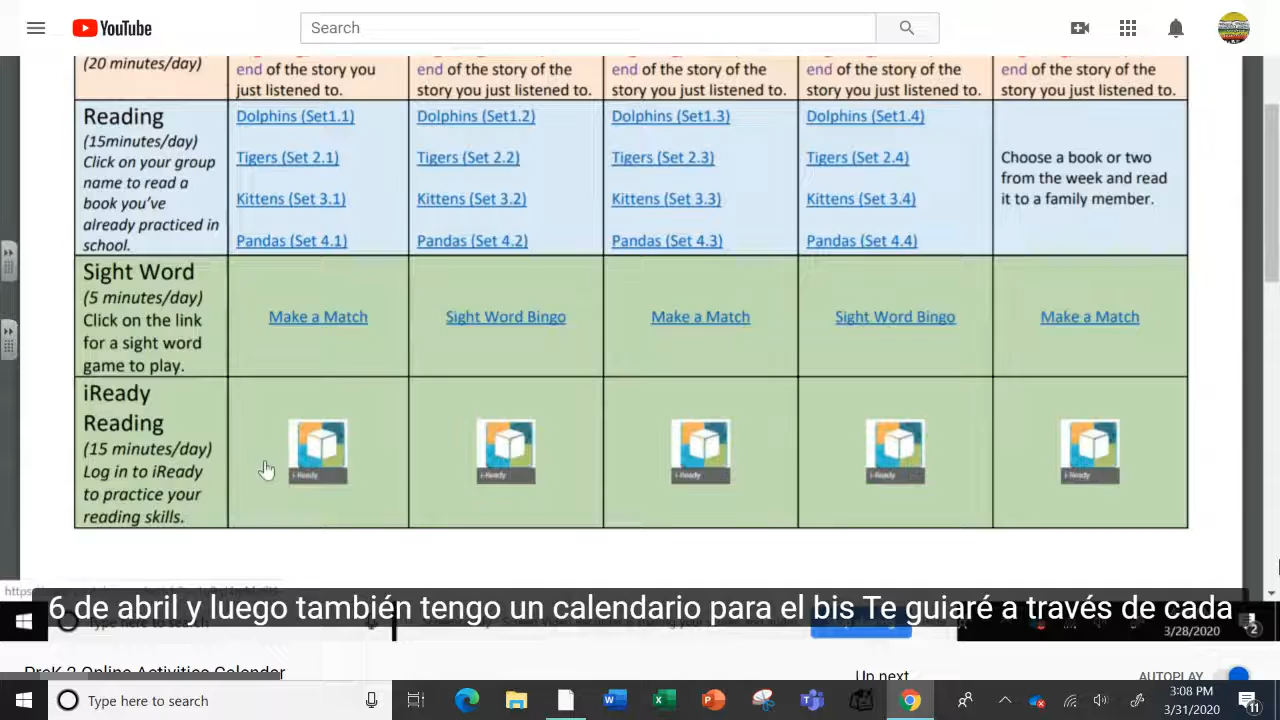 YouTube
Search
(20 minutes/day)
end of the story you
just listened to.
end of the story of the
story you just listened to.
end of the story of the
story you just listened to.
end of the story of the
story you just listened to.
end of the story of the
story you just listened to.
Reading
(15minutes/day)
Click on your group
name to read a
book you've
already practiced in
school.
Dolphins (Set1.1)
Tigers (Set 2.1)
Kittens (Set 3.1)
Pandas (Set 4.1)
Dolphins (Set1.2)
Tigers (Set 2.2)
Kittens (Set 3.2)
Pandas (Set 4.2)
Dolphins (Set1.3)
Tigers (Set 2.3)
Kittens (Set 3.3)
Pandas (Set 4.3)
Dolphins (Set1.4)
Tigers (Set 2.4)
Kittens (Set 3.4)
Pandas (Set 4.4)
Choose a book or two
from the week and read
it to a family member.
Sight Word
(5 minutes/day)
Click on the link
for a sight word
game to play.
Make a Match
Sight Word Bingo
Make a Match
Sight Word Bingo
Make a Match
iReady
Reading
(15 minutes/day)
Log in to iReady
to practice your
reading skills.
i-Ready
i-Ready
i-Ready
i-Ready
i-Ready
6 de abril y luego también tengo un calendario para el bis Te guiaré a través de cada
Type here to search
3/28/2020
2
PreK-2 Online Activities Calendar
Up next
AUTOPLAY
Type here to search
3:08 PM
3/31/2020
11